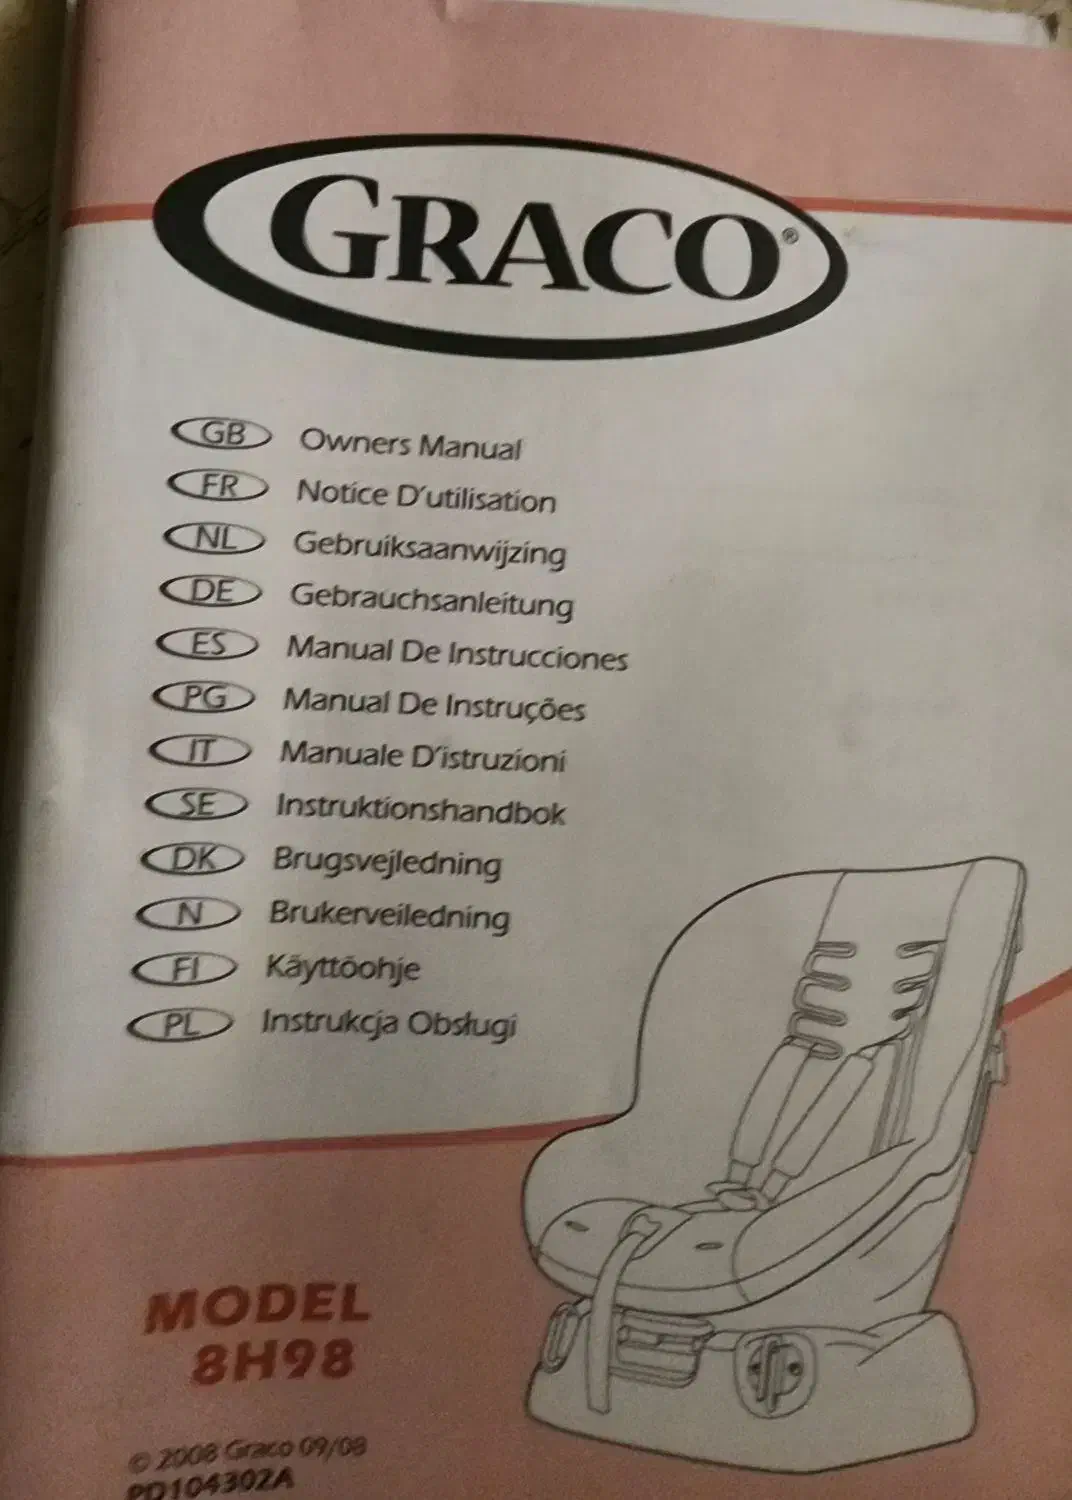 GRACO®
GB Owners Manual
FR Notice D'utilisation
NL Gebruiksaanwijzing
DE Gebrauchsanleitung
ES Manual De Instrucciones
PG Manual De Instruções
IT Manuale D'istruzioni
SE Instruktionshandbok
DK Brugsvejledning
N Brukerveiledning
FI Käyttöohje
PL Instrukcja Obsługi
MODEL
8H98
© 2008 Graco 09/08
PD104302A